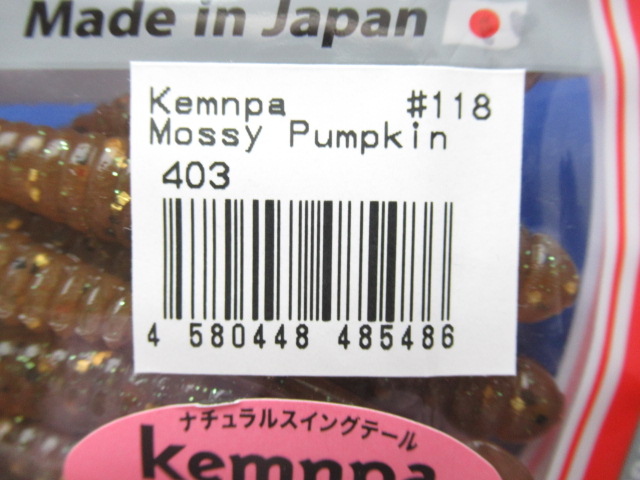 Made in Japan
Kemnpa #118
Mossy Pumpkin
403
4 580448 485486
ナチュラルスイングテール
kemnpa